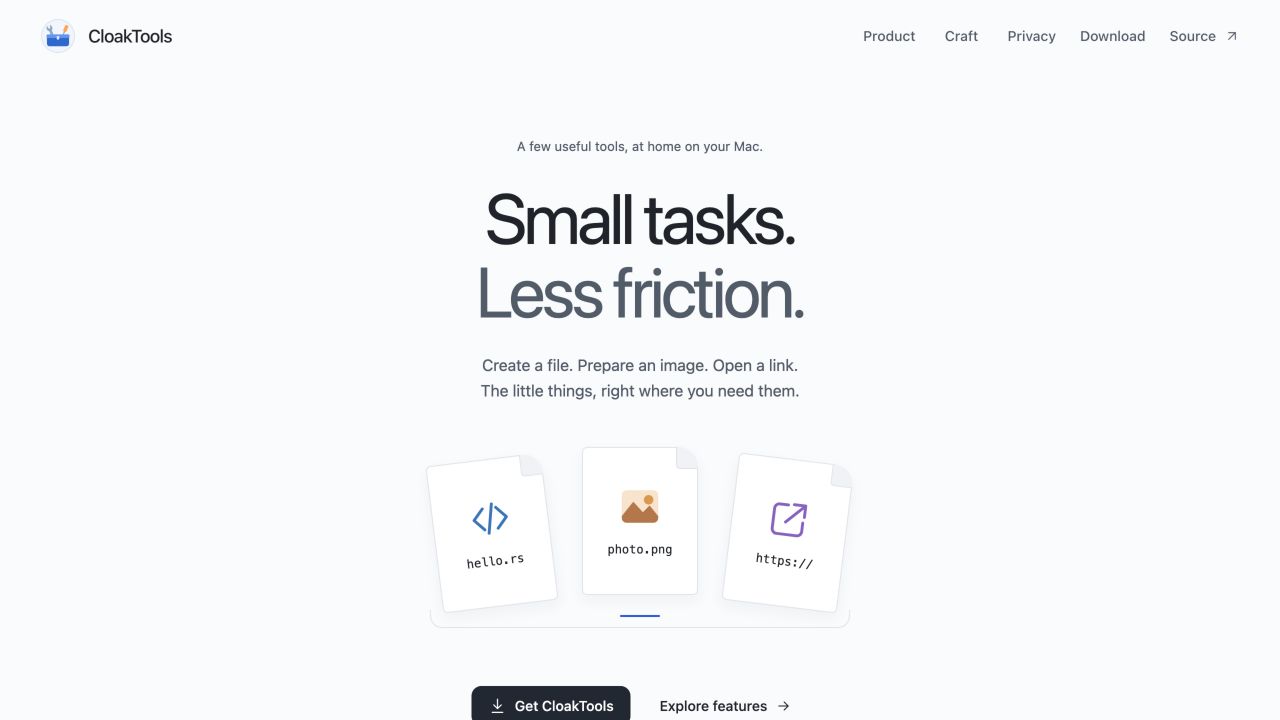 CloakTools
Product Craft Privacy Download Source
A few useful tools, at home on your Mac.
Small tasks.
Less friction.
Create a file. Prepare an image. Open a link.
The little things, right where you need them.
hello.rs
photo.png
https://
Get CloakTools
Explore features